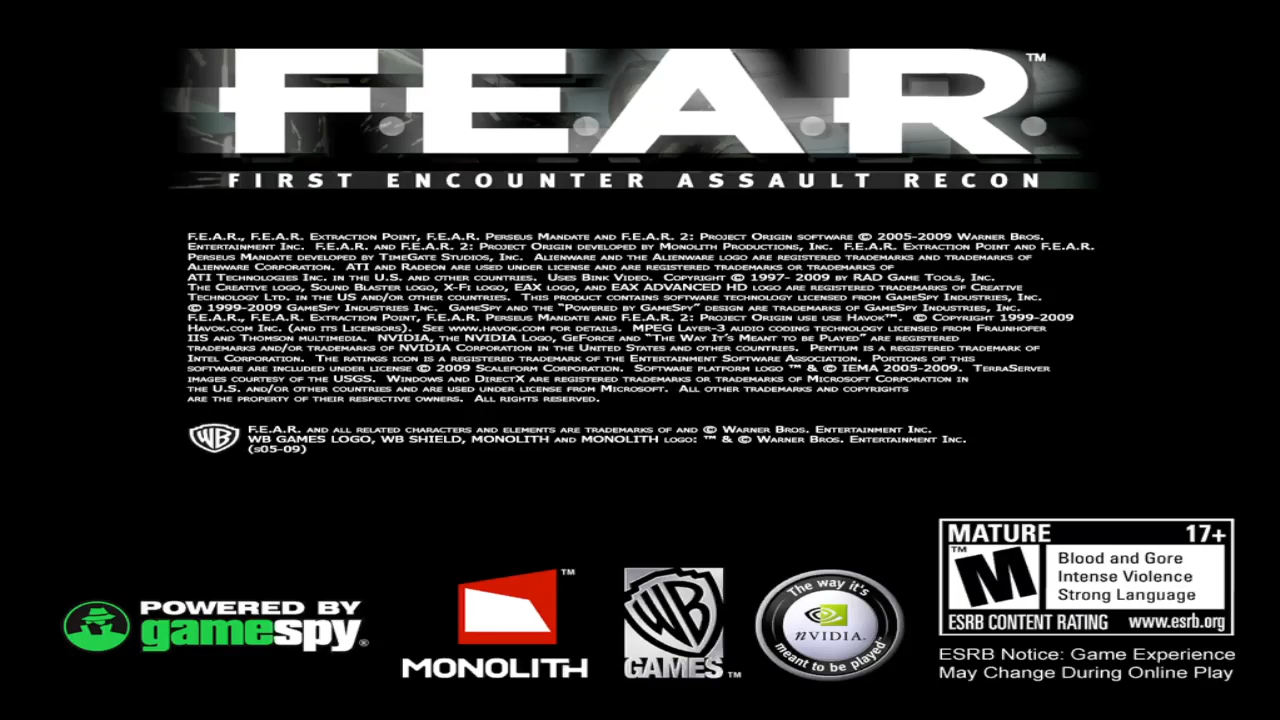 F.E.A.R.™
FIRST ENCOUNTER ASSAULT RECON
F.E.A.R., F.E.A.R. Extraction Point, F.E.A.R. Perseus Mandate and F.E.A.R. 2: Project Origin software © 2005-2009 Warner Bros.
Entertainment Inc. F.E.A.R. and F.E.A.R. 2: Project Origin developed by Monolith Productions, Inc. F.E.A.R. Extraction Point and F.E.A.R.
Perseus Mandate developed by TimeGate Studios, Inc. Alienware and the Alienware logo are registered trademarks and trademarks of
Alienware Corporation. ATI and Radeon are used under license and are registered trademarks or trademarks of
ATI Technologies Inc. in the U.S. and other countries. Uses Bink Video. Copyright © 1997- 2009 by RAD Game Tools, Inc.
The Creative logo, Sound Blaster logo, X-Fi logo, EAX logo, and EAX ADVANCED HD logo are registered trademarks of Creative
Technology Ltd. in the US and/or other countries. This product contains software technology licensed from GameSpy Industries, Inc.
© 1999-2009 GameSpy Industries Inc. GameSpy and the "Powered by GameSpy" design are trademarks of GameSpy Industries, Inc.
F.E.A.R., F.E.A.R. Extraction Point, F.E.A.R. Perseus Mandate and F.E.A.R. 2: Project Origin use use Havok™. © Copyright 1999-2009
Havok.com Inc. (and its Licensors). See www.havok.com for details. MPEG Layer-3 audio coding technology licensed from Fraunhofer
IIS and Thomson multimedia. NVIDIA, the NVIDIA Logo, GeForce and "The Way It's Meant to be Played" are registered
trademarks and/or trademarks of NVIDIA Corporation in the United States and other countries. Pentium is a registered trademark of
Intel Corporation. The ratings icon is a registered trademark of the Entertainment Software Association. Portions of this
software are included under license © 2009 Scaleform Corporation. Software platform logo ™ & © IEMA 2005-2009. TerraServer
images courtesy of the USGS. Windows and DirectX are registered trademarks or trademarks of Microsoft Corporation in
the U.S. and/or other countries and are used under license from Microsoft. All other trademarks and copyrights
are the property of their respective owners. All rights reserved.
WB
F.E.A.R. and all related characters and elements are trademarks of and © Warner Bros. Entertainment Inc.
WB GAMES LOGO, WB SHIELD, MONOLITH and MONOLITH logo: ™ & © Warner Bros. Entertainment Inc.
(s05-09)
POWERED BY
gamespy®
MONOLITH™
WB
GAMES™
The way it's
nVIDIA.
meant to be played™
MATURE 17+
™
M
Blood and Gore
Intense Violence
Strong Language
ESRB CONTENT RATING www.esrb.org
ESRB Notice: Game Experience
May Change During Online Play